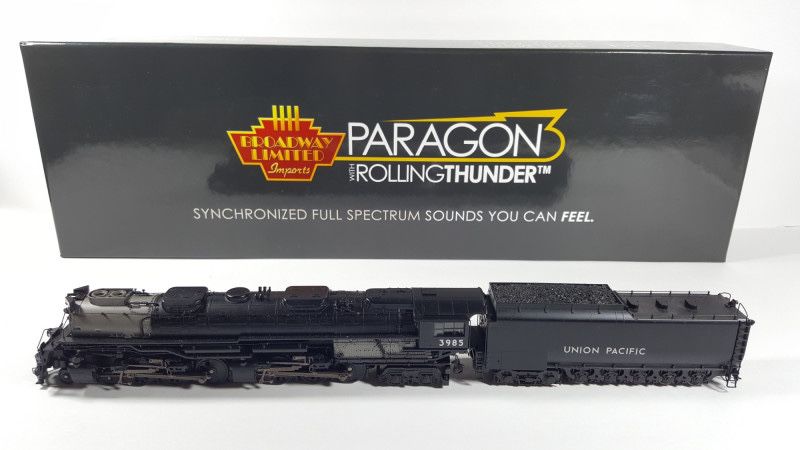 BROADWAY
LIMITED
Imports
PARAGON3
WITH ROLLINGTHUNDER™
SYNCHRONIZED FULL SPECTRUM SOUNDS YOU CAN FEEL.
3985
UNION PACIFIC